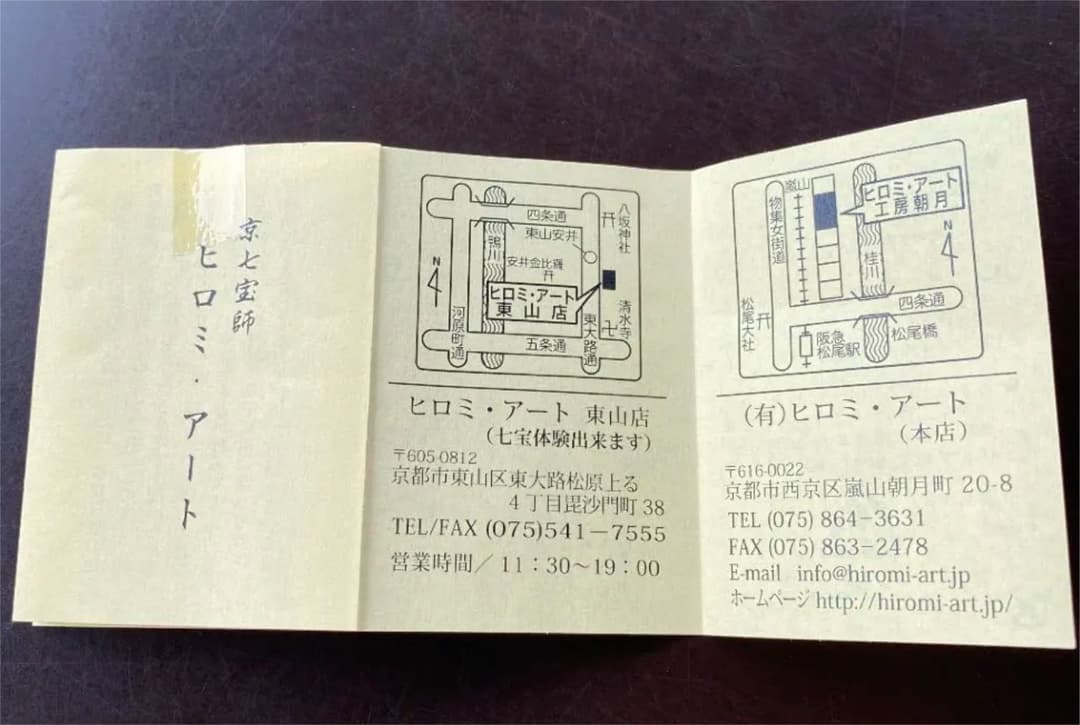 京七宝師
ヒロミ・アート
四条通
東山安井
八坂神社
鴨川
安井金比羅
N
ヒロミ・アート
東山店
清水寺
河原町通
五条通
東大路通
ヒロミ・アート 東山店
(七宝体験出来ます)
〒605-0812
京都市東山区東大路松原上る
4丁目毘沙門町38
TEL/FAX (075)541-7555
営業時間/ 11:30~19:00
嵐山
物集女街道
ヒロミ・アート
工房朝月
N
桂川
四条通
松尾大社
阪急
松尾駅
松尾橋
(有)ヒロミ・アート
(本店)
〒616-0022
京都市西京区嵐山朝月町 20-8
TEL (075) 864-3631
FAX (075) 863-2478
E-mail info@hiromi-art.jp
ホームページ http://hiromi-art.jp/